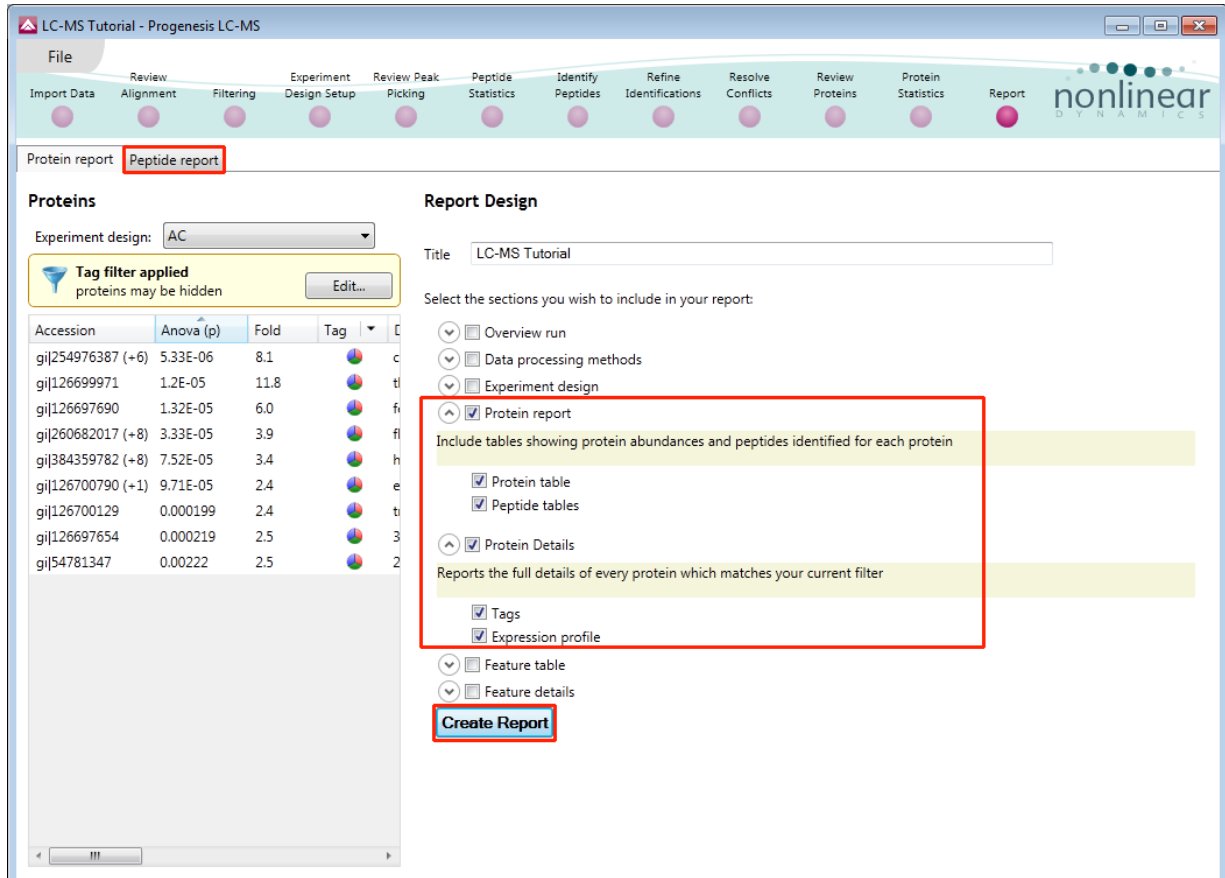 LC-MS Tutorial - Progenesis LC-MS
File
Import Data
Review
Alignment
Filtering
Experiment
Design Setup
Review Peak
Picking
Peptide
Statistics
Identify
Peptides
Refine
Identifications
Resolve
Conflicts
Review
Proteins
Protein
Statistics
Report
nonlinear
DYNAMICS
Protein report
Peptide report
Proteins
Experiment design: AC
Tag filter applied
proteins may be hidden
Edit...
Accession Anova (p) Fold Tag
gi|254976387 (+6) 5.33E-06 8.1
gi|126699971 1.2E-05 11.8
gi|126697690 1.32E-05 6.0
gi|260682017 (+8) 3.33E-05 3.9
gi|384359782 (+8) 7.52E-05 3.4
gi|126700790 (+1) 9.71E-05 2.4
gi|126700129 0.000199 2.4
gi|126697654 0.000219 2.5
gi|54781347 0.00222 2.5
Report Design
Title LC-MS Tutorial
Select the sections you wish to include in your report:
Overview run
Data processing methods
Experiment design
Protein report
Include tables showing protein abundances and peptides identified for each protein
Protein table
Peptide tables
Protein Details
Reports the full details of every protein which matches your current filter
Tags
Expression profile
Feature table
Feature details
Create Report